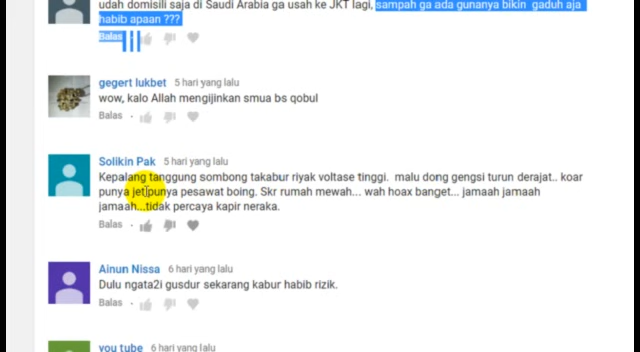 udah domisili saja di Saudi Arabia ga usah ke JKT lagi, sampah ga ada gunanya bikin gaduh aja
habib apaan ???
Balas
gegert lukbet 5 hari yang lalu
wow, kalo Allah mengijinkan smua bs qobul
Balas
Solikin Pak 5 hari yang lalu
Kepalang tanggung sombong takabur riyak voltase tinggi. malu dong gengsi turun derajat.. koar
punya jet punya pesawat boing. Skr rumah mewah... wah hoax banget... jamaah jamaah
jamaah...tidak percaya kapir neraka.
Balas
Ainun Nissa 6 hari yang lalu
Dulu ngata2i gusdur sekarang kabur habib rizik.
Balas
you tube 6 hari yang lalu